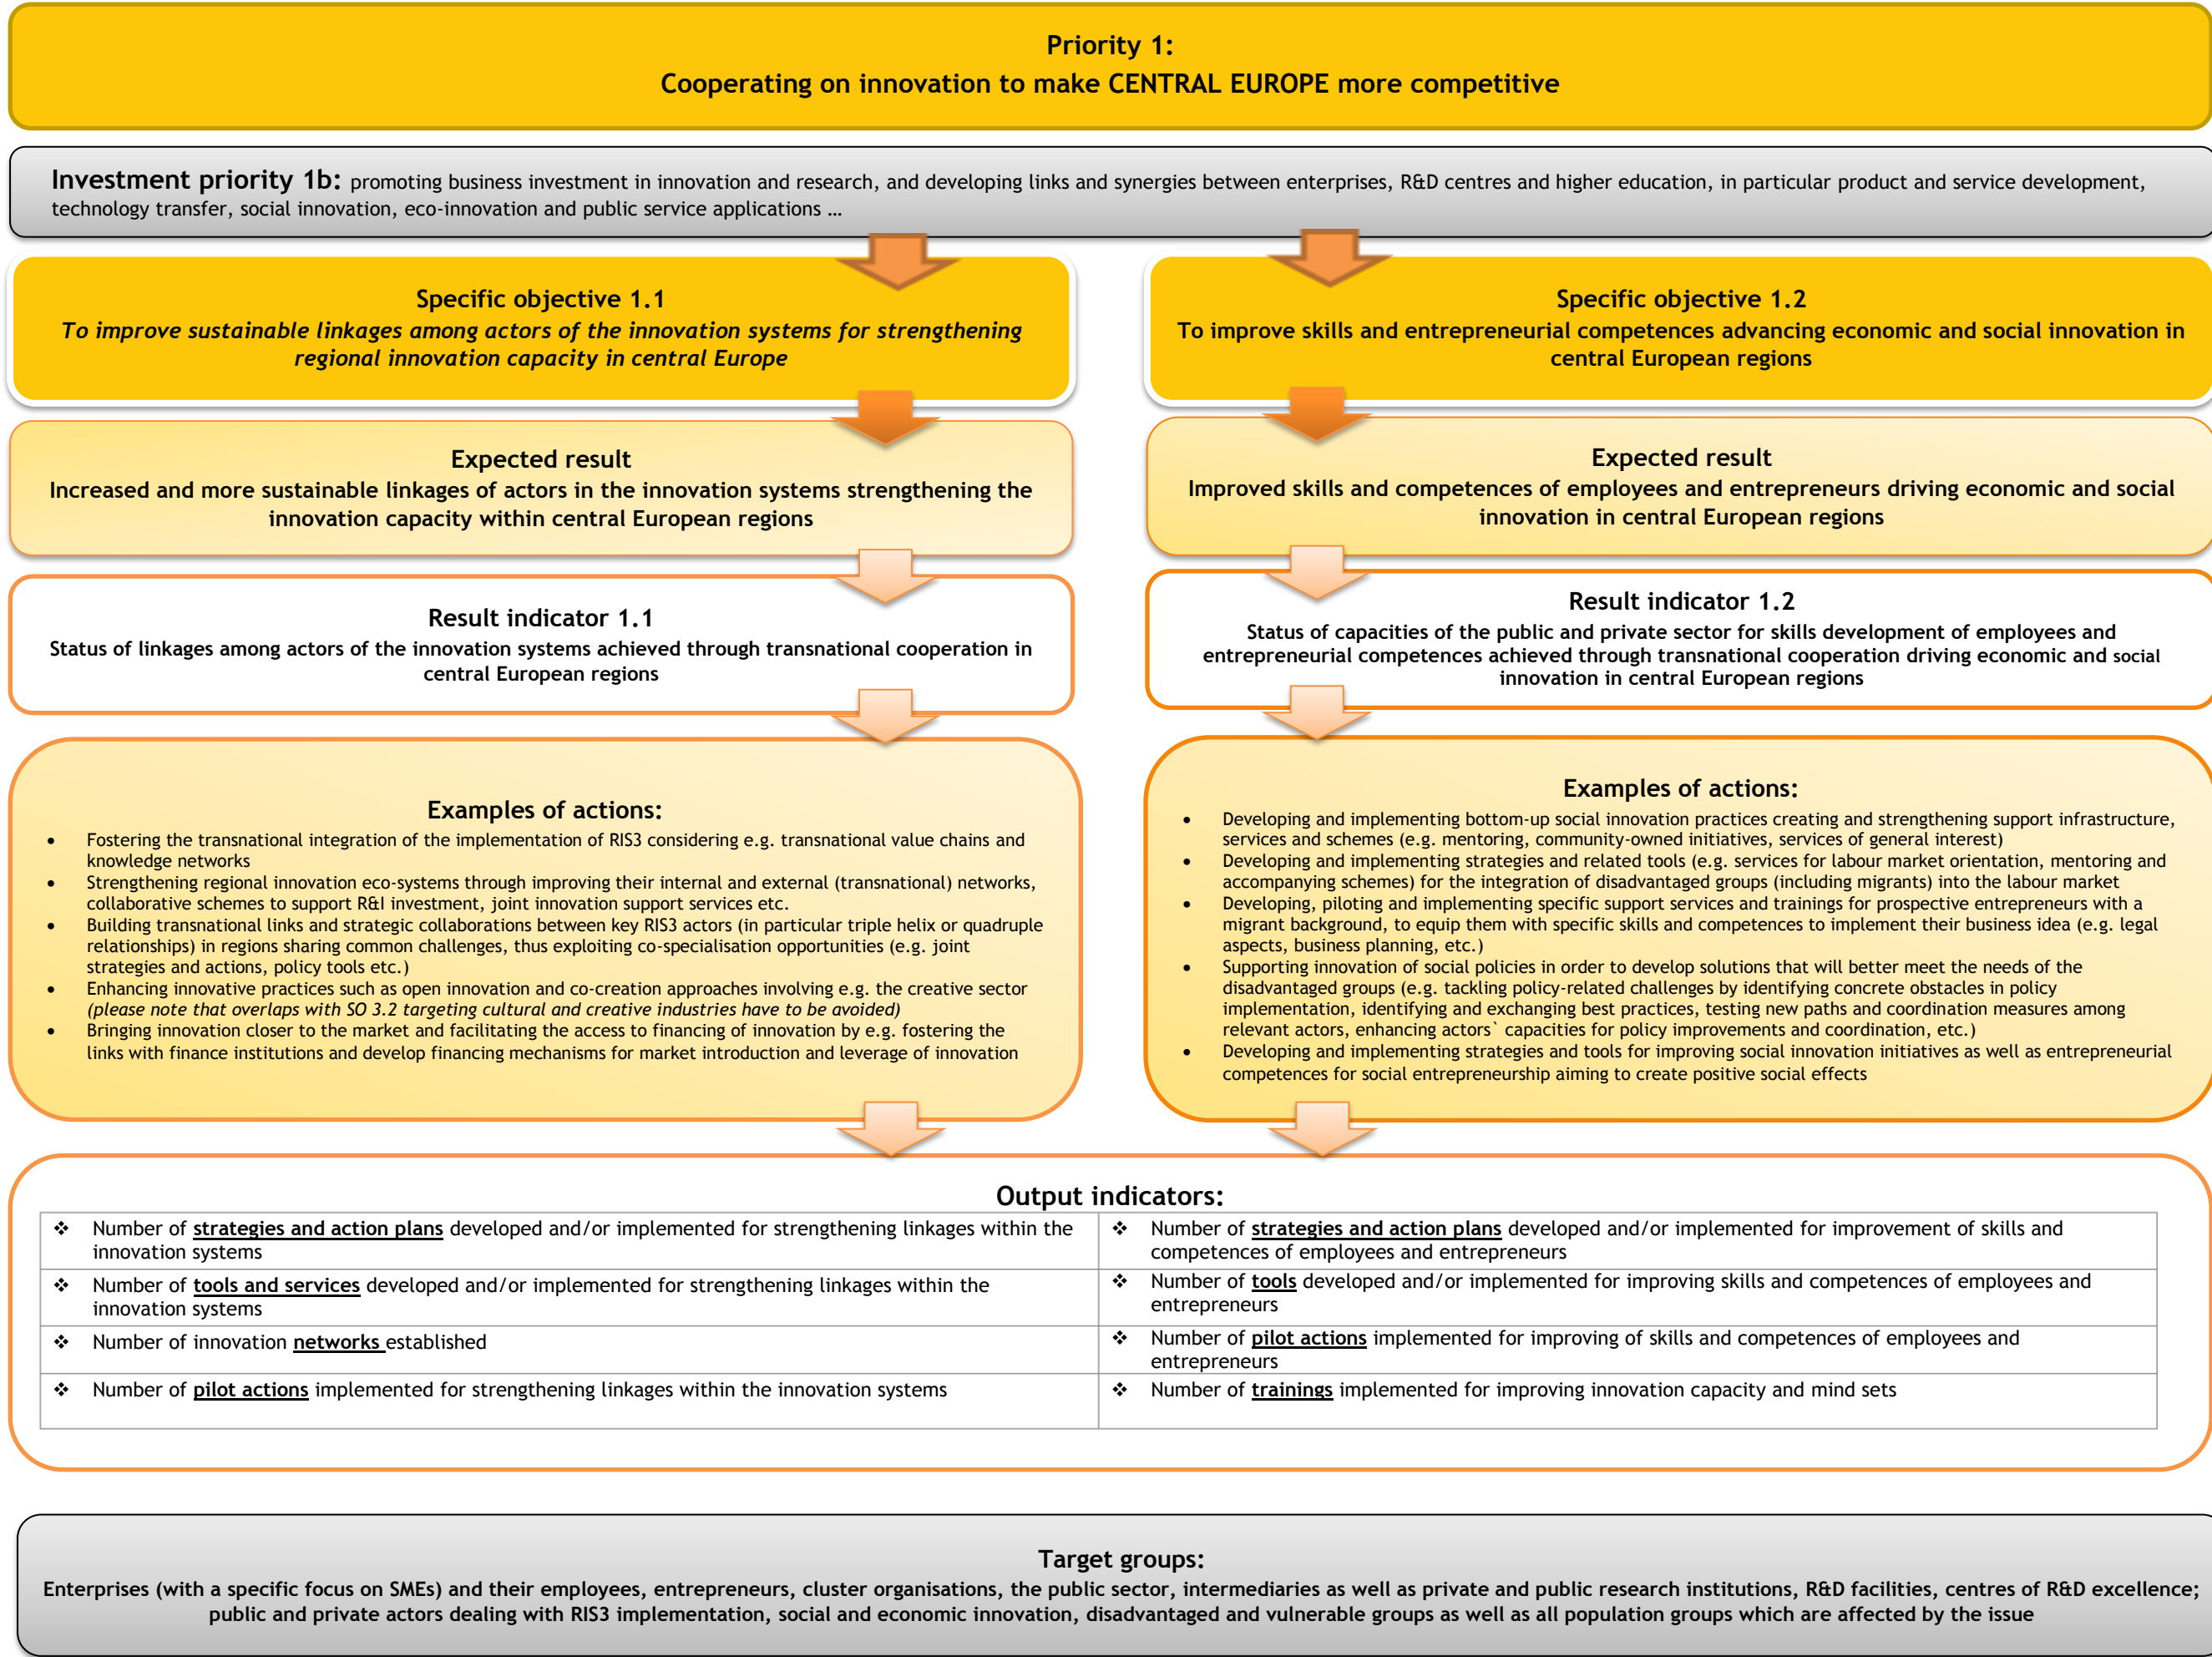 Priority 1:
Cooperating on innovation to make CENTRAL EUROPE more competitive
Investment priority 1b: promoting business investment in innovation and research, and developing links and synergies between enterprises, R&D centres and higher education, in particular product and service development,
technology transfer, social innovation, eco-innovation and public service applications …
Specific objective 1.1
To improve sustainable linkages among actors of the innovation systems for strengthening
regional innovation capacity in central Europe
Expected result
Increased and more sustainable linkages of actors in the innovation systems strengthening the
innovation capacity within central European regions
Result indicator 1.1
Status of linkages among actors of the innovation systems achieved through transnational cooperation in
central European regions
Examples of actions:
• Fostering the transnational integration of the implementation of RIS3 considering e.g. transnational value chains and
knowledge networks
• Strengthening regional innovation eco-systems through improving their internal and external (transnational) networks,
collaborative schemes to support R&I investment, joint innovation support services etc.
• Building transnational links and strategic collaborations between key RIS3 actors (in particular triple helix or quadruple
relationships) in regions sharing common challenges, thus exploiting co-specialisation opportunities (e.g. joint
strategies and actions, policy tools etc.)
• Enhancing innovative practices such as open innovation and co-creation approaches involving e.g. the creative sector
(please note that overlaps with SO 3.2 targeting cultural and creative industries have to be avoided)
• Bringing innovation closer to the market and facilitating the access to financing of innovation by e.g. fostering the
links with finance institutions and develop financing mechanisms for market introduction and leverage of innovation
Specific objective 1.2
To improve skills and entrepreneurial competences advancing economic and social innovation in
central European regions
Expected result
Improved skills and competences of employees and entrepreneurs driving economic and social
innovation in central European regions
Result indicator 1.2
Status of capacities of the public and private sector for skills development of employees and
entrepreneurial competences achieved through transnational cooperation driving economic and social
innovation in central European regions
Examples of actions:
• Developing and implementing bottom-up social innovation practices creating and strengthening support infrastructure,
services and schemes (e.g. mentoring, community-owned initiatives, services of general interest)
• Developing and implementing strategies and related tools (e.g. services for labour market orientation, mentoring and
accompanying schemes) for the integration of disadvantaged groups (including migrants) into the labour market
• Developing, piloting and implementing specific support services and trainings for prospective entrepreneurs with a
migrant background, to equip them with specific skills and competences to implement their business idea (e.g. legal
aspects, business planning, etc.)
• Supporting innovation of social policies in order to develop solutions that will better meet the needs of the
disadvantaged groups (e.g. tackling policy-related challenges by identifying concrete obstacles in policy
implementation, identifying and exchanging best practices, testing new paths and coordination measures among
relevant actors, enhancing actors` capacities for policy improvements and coordination, etc.)
• Developing and implementing strategies and tools for improving social innovation initiatives as well as entrepreneurial
competences for social entrepreneurship aiming to create positive social effects
Output indicators:
❖ Number of strategies and action plans developed and/or implemented for strengthening linkages within the
innovation systems
❖ Number of strategies and action plans developed and/or implemented for improvement of skills and
competences of employees and entrepreneurs
❖ Number of tools and services developed and/or implemented for strengthening linkages within the
innovation systems
❖ Number of tools developed and/or implemented for improving skills and competences of employees and
entrepreneurs
❖ Number of innovation networks established
❖ Number of pilot actions implemented for improving of skills and competences of employees and
entrepreneurs
❖ Number of pilot actions implemented for strengthening linkages within the innovation systems
❖ Number of trainings implemented for improving innovation capacity and mind sets
Target groups:
Enterprises (with a specific focus on SMEs) and their employees, entrepreneurs, cluster organisations, the public sector, intermediaries as well as private and public research institutions, R&D facilities, centres of R&D excellence;
public and private actors dealing with RIS3 implementation, social and economic innovation, disadvantaged and vulnerable groups as well as all population groups which are affected by the issue